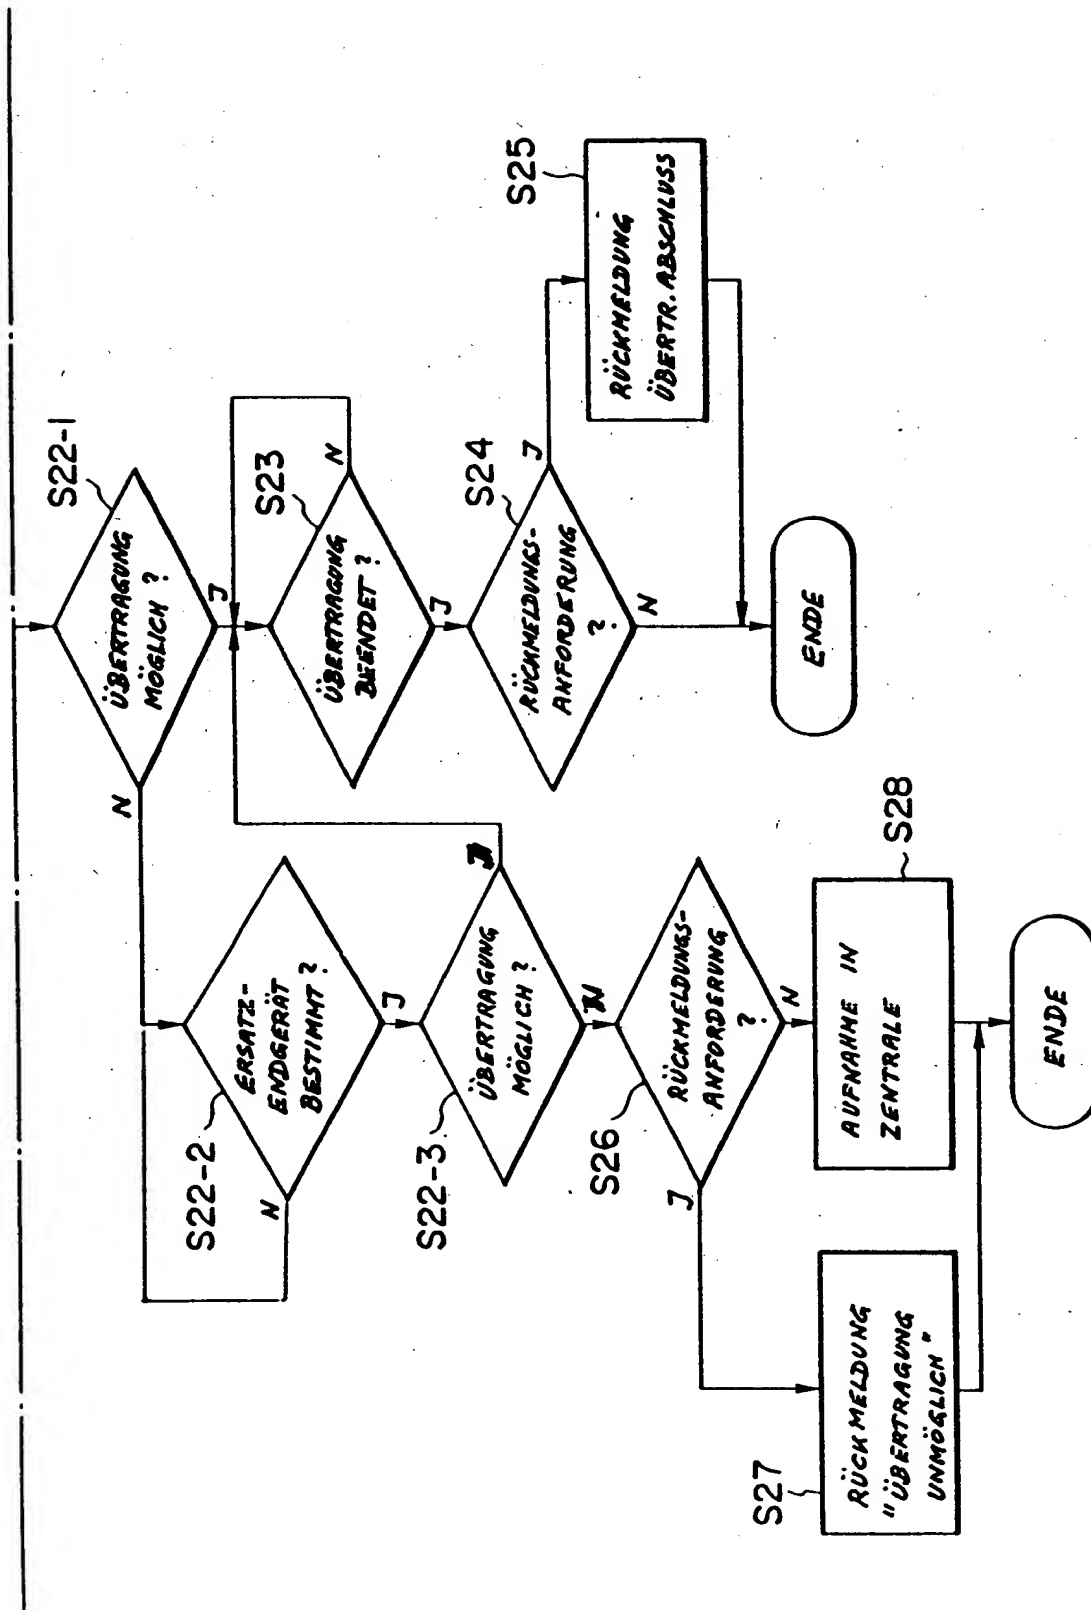 S22-1
ÜBERTRAGUNG
MÖGLICH ?
N
J
S22-2
ERSATZ-
ENDGERÄT
BESTIMMT ?
N
J
S23
ÜBERTRAGUNG
BEENDET ?
N
J
S22-3
ÜBERTRAGUNG
MÖGLICH ?
J
N
S24
RÜCKMELDUNGS-
ANFORDERUNG
?
J
N
S25
RÜCKMELDUNG
ÜBERTR. ABSCHLUSS
S26
RÜCKMELDUNGS-
ANFORDERUNG
?
J
N
ENDE
S27
RÜCKMELDUNG
"ÜBERTRAGUNG
UNMÖGLICH"
S28
AUFNAHME IN
ZENTRALE
ENDE